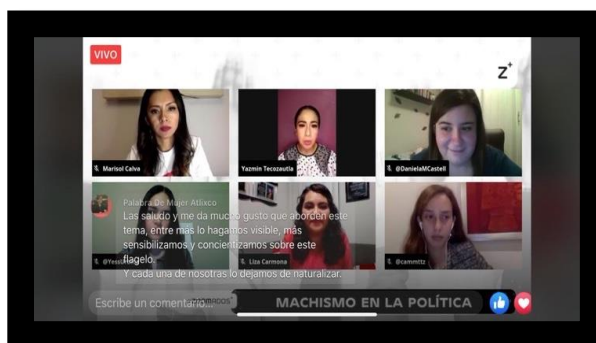 VIVO
Z+
Marisol Calva
Yazmin Tecozautla
@DanielaMCastell
Palabra De Mujer Atlixco
Las saludo y me da mucho gusto que aborden este
tema, entre más lo hagamos visible, más
sensibilizamos y concientizamos sobre este
flagelo.
Y cada una de nosotras lo dejamos de naturalizar.
Liza Carmona
@cammttz
Escribe un comentario...
MACHISMO EN LA POLÍTICA